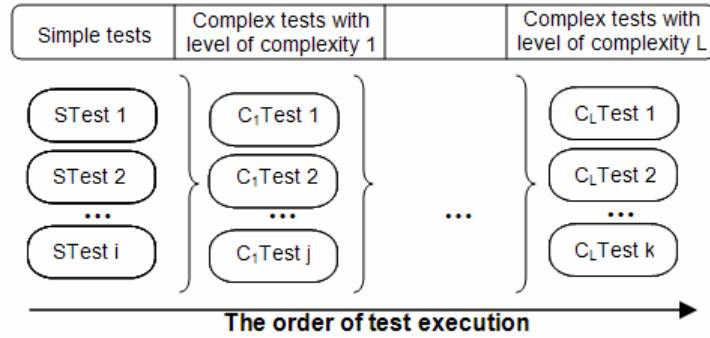 Simple tests
Complex tests with
level of complexity 1
Complex tests with
level of complexity L
STest 1
STest 2
...
STest i
C₁Test 1
C₁Test 2
...
C₁Test j
...
CLTest 1
CLTest 2
...
CLTest k
The order of test execution